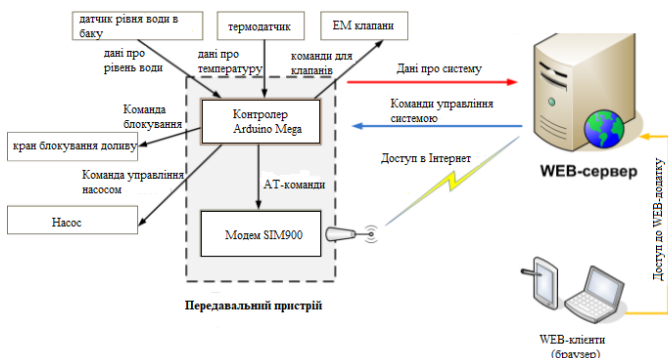 датчик рівня води в
баку
термодатчик
ЕМ клапани
дані про
рівень води
дані про
температуру
команди для
клапанів
Дані про систему
Команди управління
системою
Контролер
Arduino Mega
Команда
блокування
кран блокування доливу
Команда управління
насосом
Насос
АТ-команди
Доступ в Інтернет
Модем SIM900
Передавальний пристрій
WEB-сервер
Доступ до WEB-додатку
WEB-клієнти
(браузер)